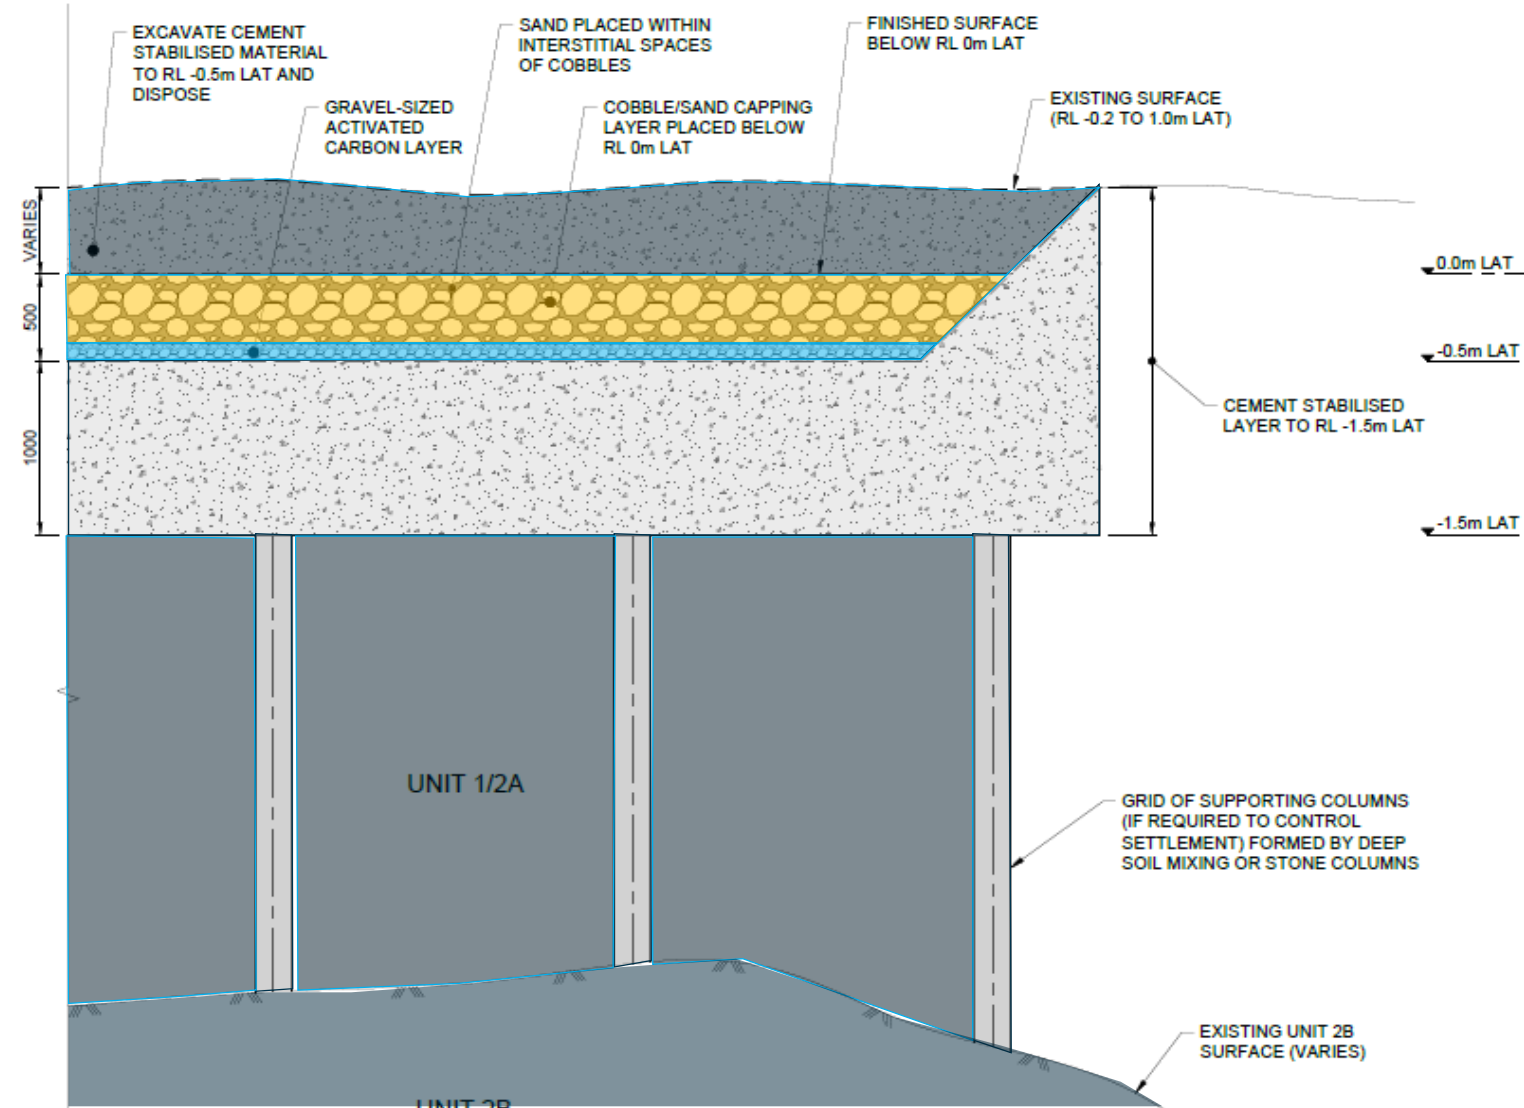 EXCAVATE CEMENT
STABILISED MATERIAL
TO RL -0.5m LAT AND
DISPOSE
SAND PLACED WITHIN
INTERSTITIAL SPACES
OF COBBLES
FINISHED SURFACE
BELOW RL 0m LAT
GRAVEL-SIZED
ACTIVATED
CARBON LAYER
COBBLE/SAND CAPPING
LAYER PLACED BELOW
RL 0m LAT
EXISTING SURFACE
(RL -0.2 TO 1.0m LAT)
VARIES
500
1000
0.0m LAT
-0.5m LAT
CEMENT STABILISED
LAYER TO RL -1.5m LAT
-1.5m LAT
UNIT 1/2A
GRID OF SUPPORTING COLUMNS
(IF REQUIRED TO CONTROL
SETTLEMENT) FORMED BY DEEP
SOIL MIXING OR STONE COLUMNS
EXISTING UNIT 2B
SURFACE (VARIES)
UNIT 2B